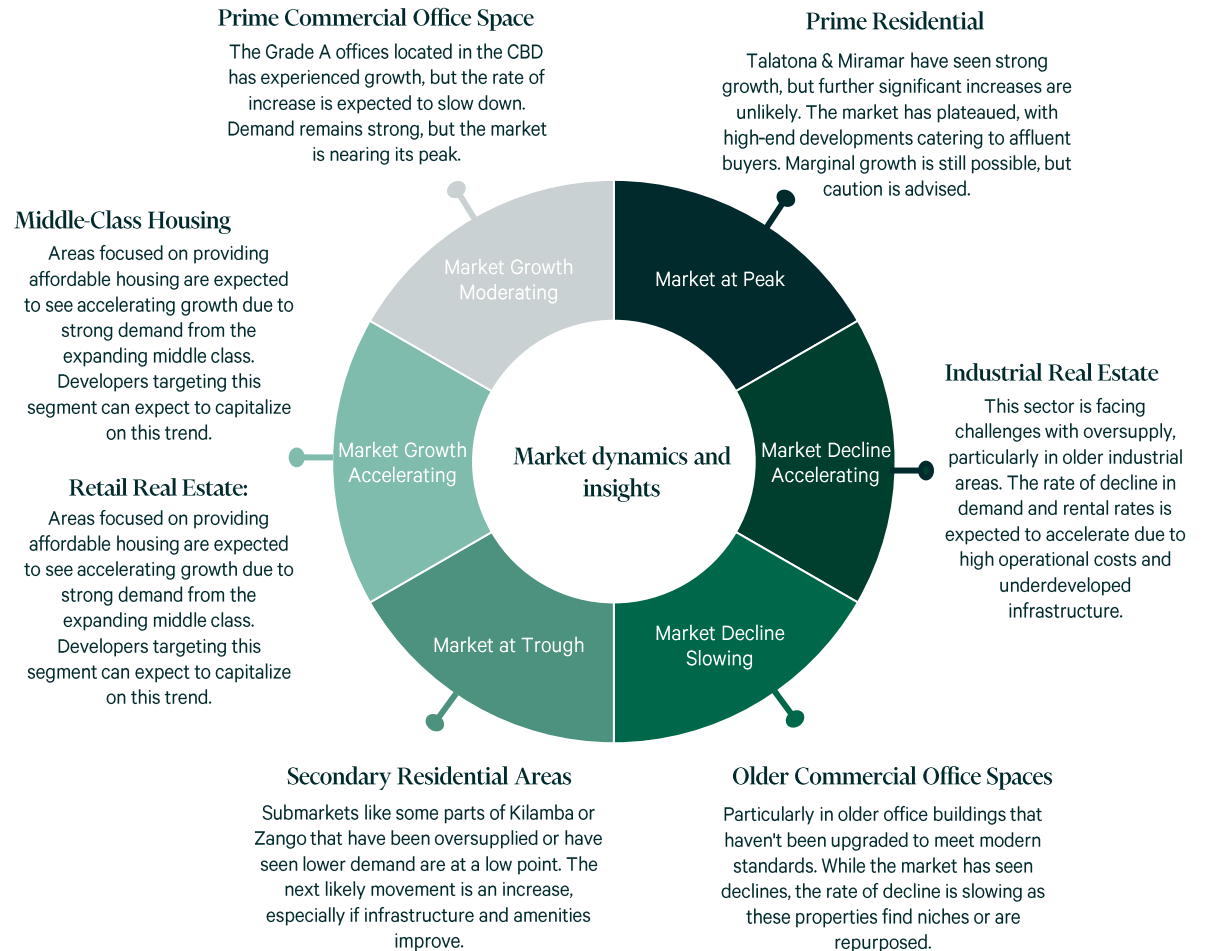 Prime Commercial Office Space
The Grade A offices located in the CBD
has experienced growth, but the rate of
increase is expected to slow down.
Demand remains strong, but the market
is nearing its peak.
Prime Residential
Talatona & Miramar have seen strong
growth, but further significant increases are
unlikely. The market has plateaued, with
high-end developments catering to affluent
buyers. Marginal growth is still possible, but
caution is advised.
Middle-Class Housing
Areas focused on providing
affordable housing are expected
to see accelerating growth due to
strong demand from the
expanding middle class.
Developers targeting this
segment can expect to capitalize
on this trend.
Market Growth
Moderating
Market at Peak
Industrial Real Estate
This sector is facing
challenges with oversupply,
particularly in older industrial
areas. The rate of decline in
demand and rental rates is
expected to accelerate due to
high operational costs and
underdeveloped
infrastructure.
Market Growth
Accelerating
Market dynamics and
insights
Market Decline
Accelerating
Retail Real Estate:
Areas focused on providing
affordable housing are expected
to see accelerating growth due to
strong demand from the
expanding middle class.
Developers targeting this
segment can expect to capitalize
on this trend.
Market at Trough
Market Decline
Slowing
Secondary Residential Areas
Submarkets like some parts of Kilamba or
Zango that have been oversupplied or have
seen lower demand are at a low point. The
next likely movement is an increase,
especially if infrastructure and amenities
improve.
Older Commercial Office Spaces
Particularly in older office buildings that
haven't been upgraded to meet modern
standards. While the market has seen
declines, the rate of decline is slowing as
these properties find niches or are
repurposed.